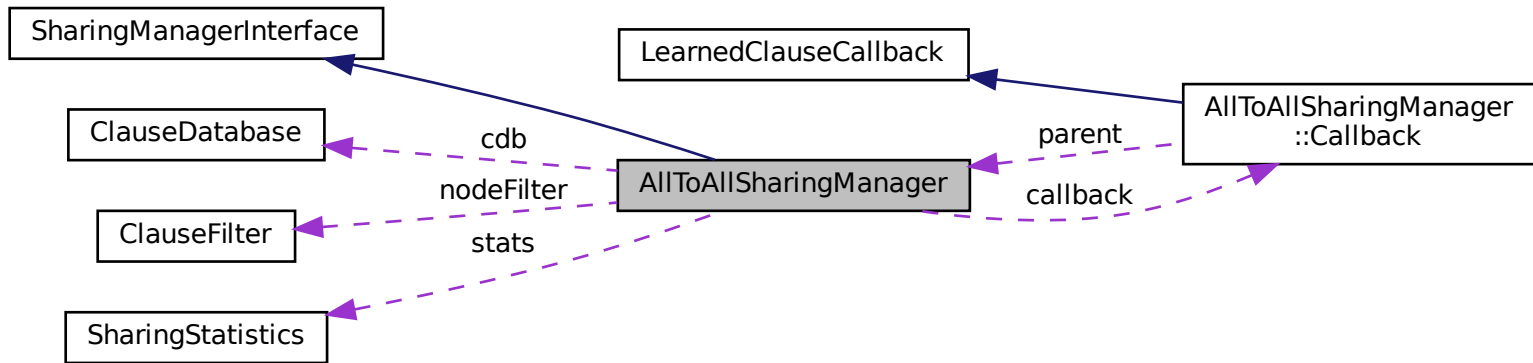 SharingManagerInterface
LearnedClauseCallback
ClauseDatabase
cdb
parent
AllToAllSharingManager
::Callback
nodeFilter
AllToAllSharingManager
callback
ClauseFilter
stats
SharingStatistics